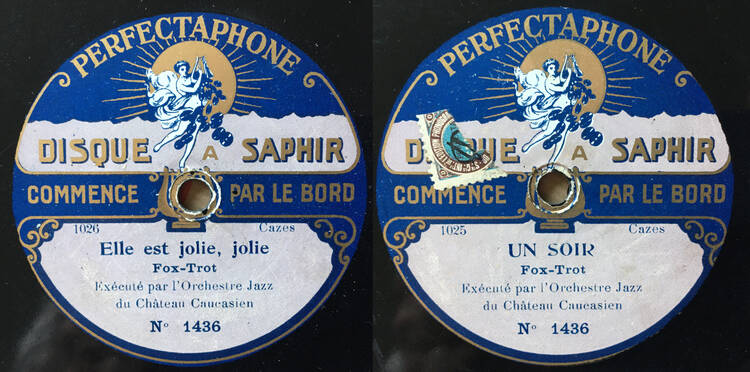 PERFECTAPHONE
DISQUE A SAPHIR
COMMENCE PAR LE BORD
1026 Cazes
Elle est jolie, jolie
Fox-Trot
Exécuté par l'Orchestre Jazz
du Château Caucasien
N° 1436
PERFECTAPHONE
DISQUE A SAPHIR
COMMENCE PAR LE BORD
1025 Cazes
UN SOIR
Fox-Trot
Exécuté par l'Orchestre Jazz
du Château Caucasien
N° 1436